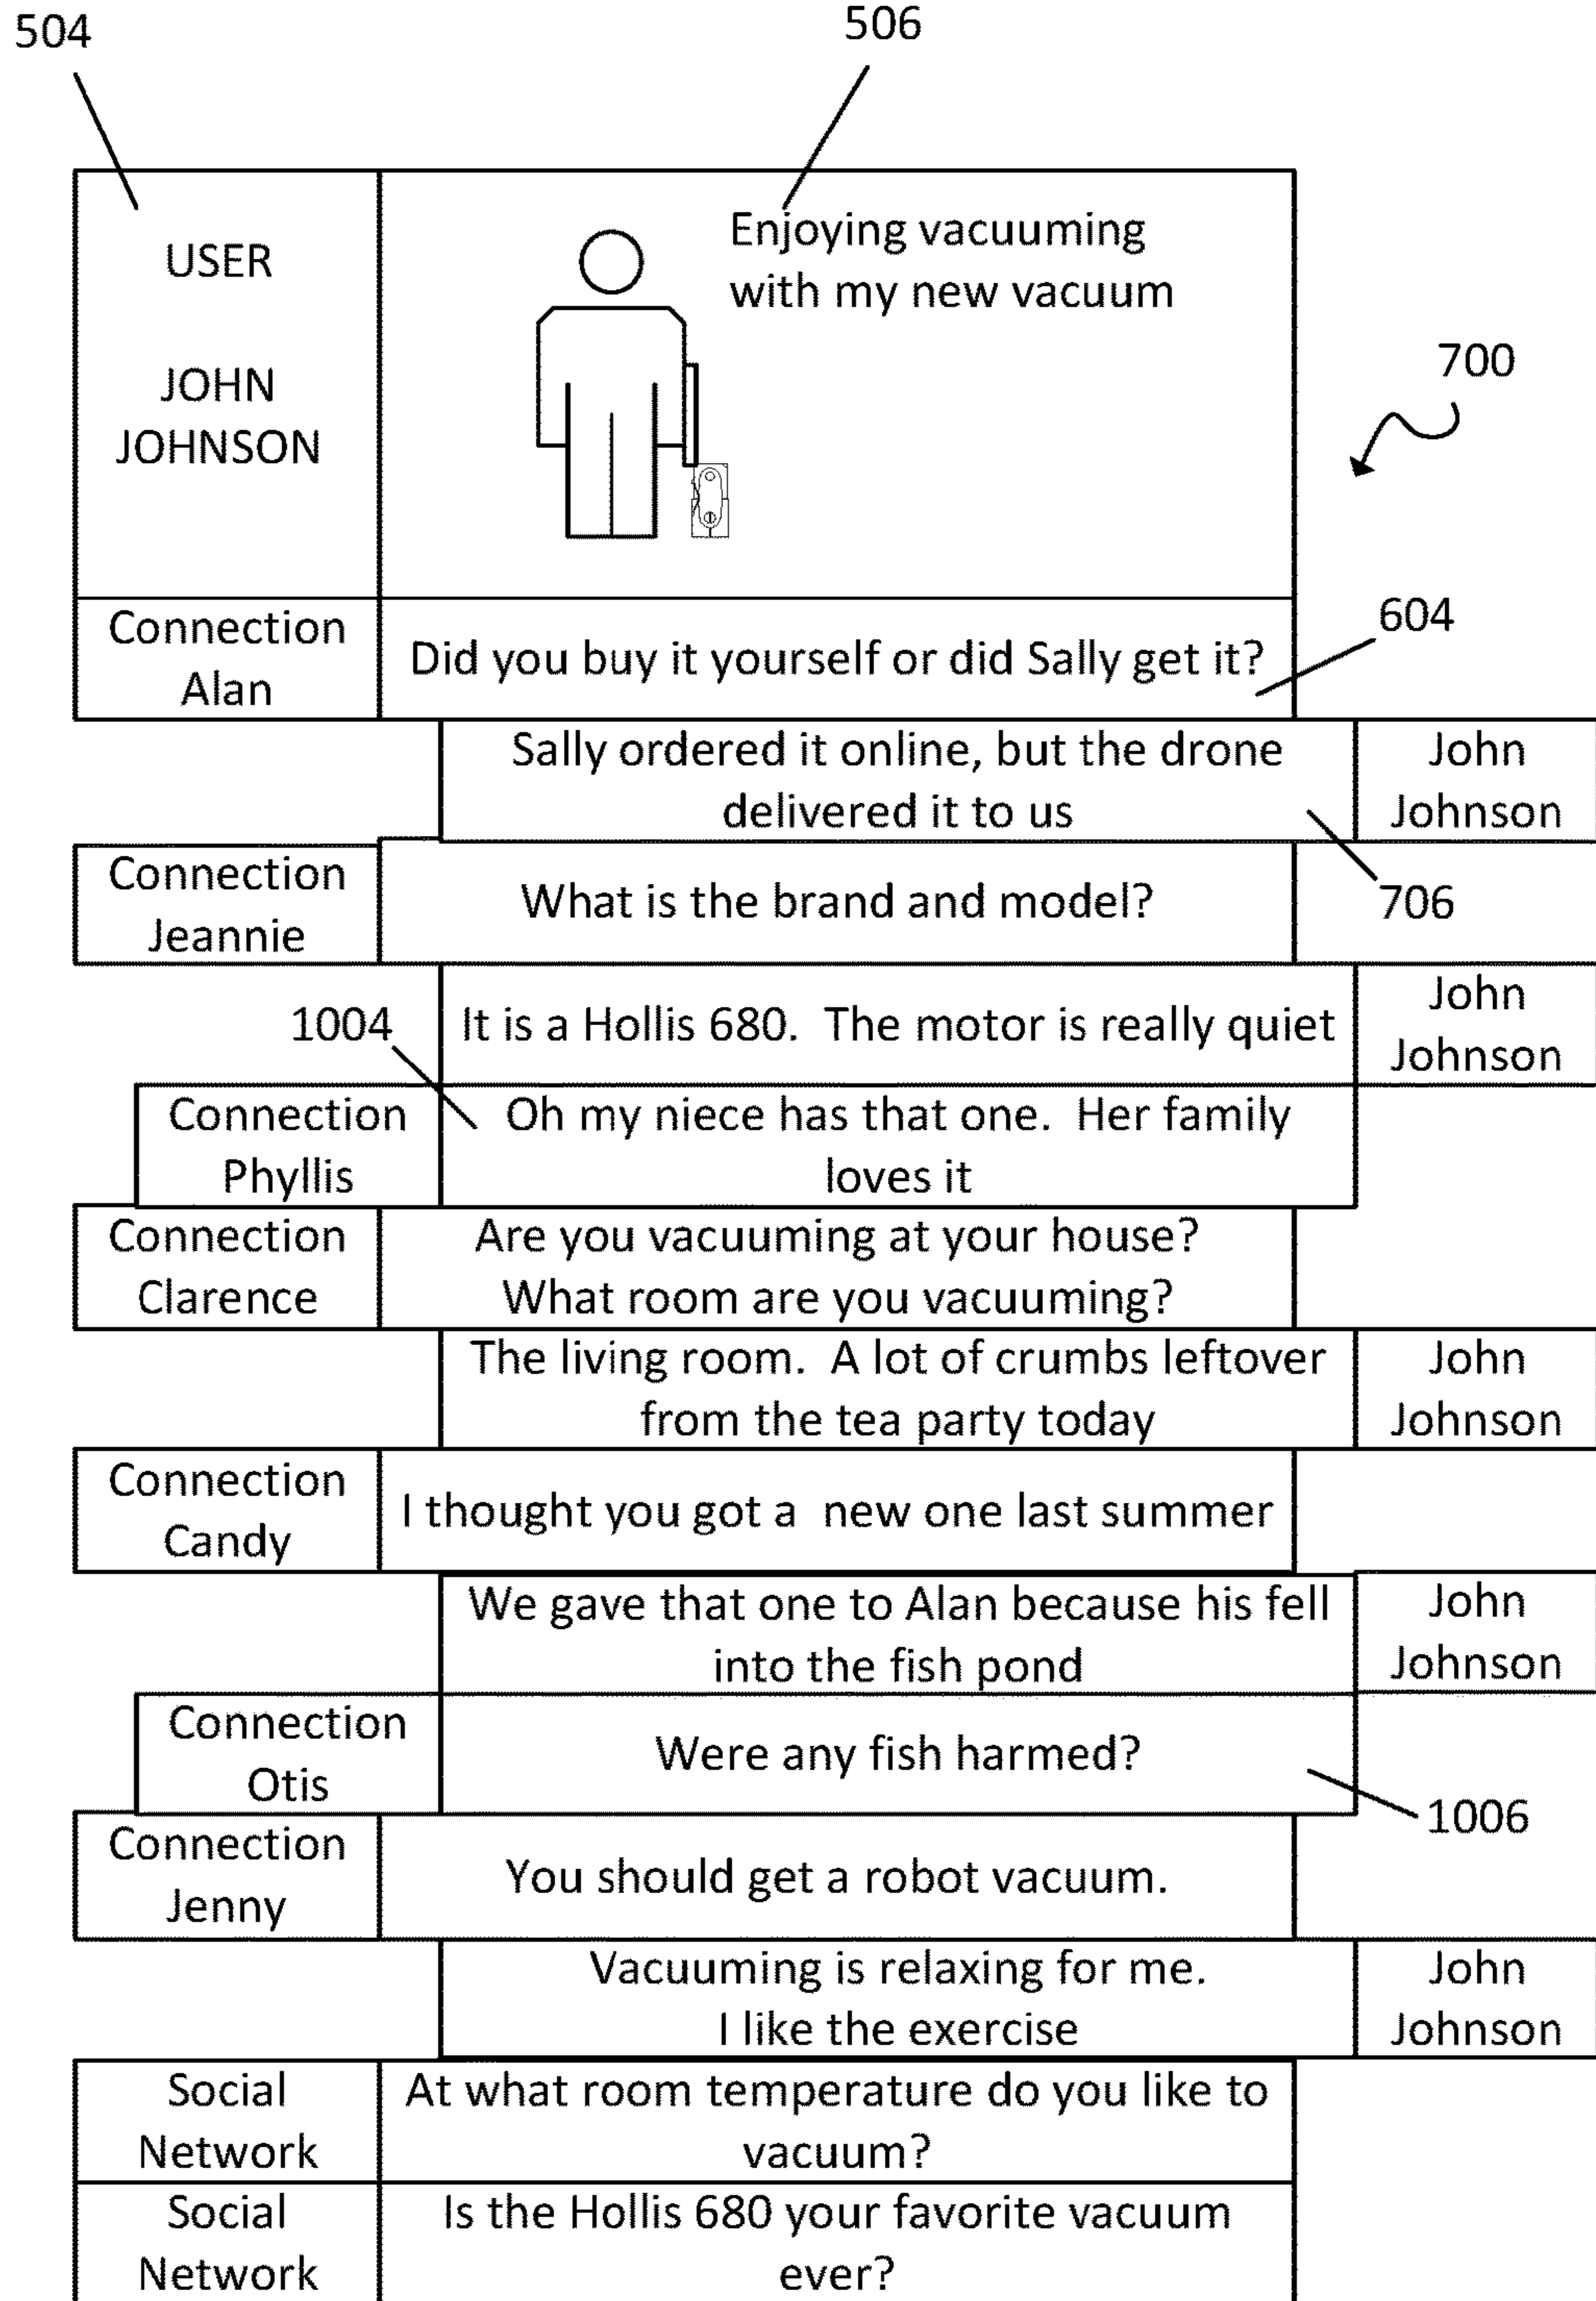 504
506
USER
JOHN
JOHNSON
Enjoying vacuuming
with my new vacuum
700
Connection
Alan
Did you buy it yourself or did Sally get it?
604
Sally ordered it online, but the drone
delivered it to us
John
Johnson
706
Connection
Jeannie
What is the brand and model?
1004
It is a Hollis 680.  The motor is really quiet
John
Johnson
Connection
Phyllis
Oh my niece has that one.  Her family
loves it
Connection
Clarence
Are you vacuuming at your house?
What room are you vacuuming?
The living room.  A lot of crumbs leftover
from the tea party today
John
Johnson
Connection
Candy
I thought you got a  new one last summer
We gave that one to Alan because his fell
into the fish pond
John
Johnson
Connection
Otis
Were any fish harmed?
1006
Connection
Jenny
You should get a robot vacuum.
Vacuuming is relaxing for me.
I like the exercise
John
Johnson
Social
Network
At what room temperature do you like to
vacuum?
Social
Network
Is the Hollis 680 your favorite vacuum
ever?